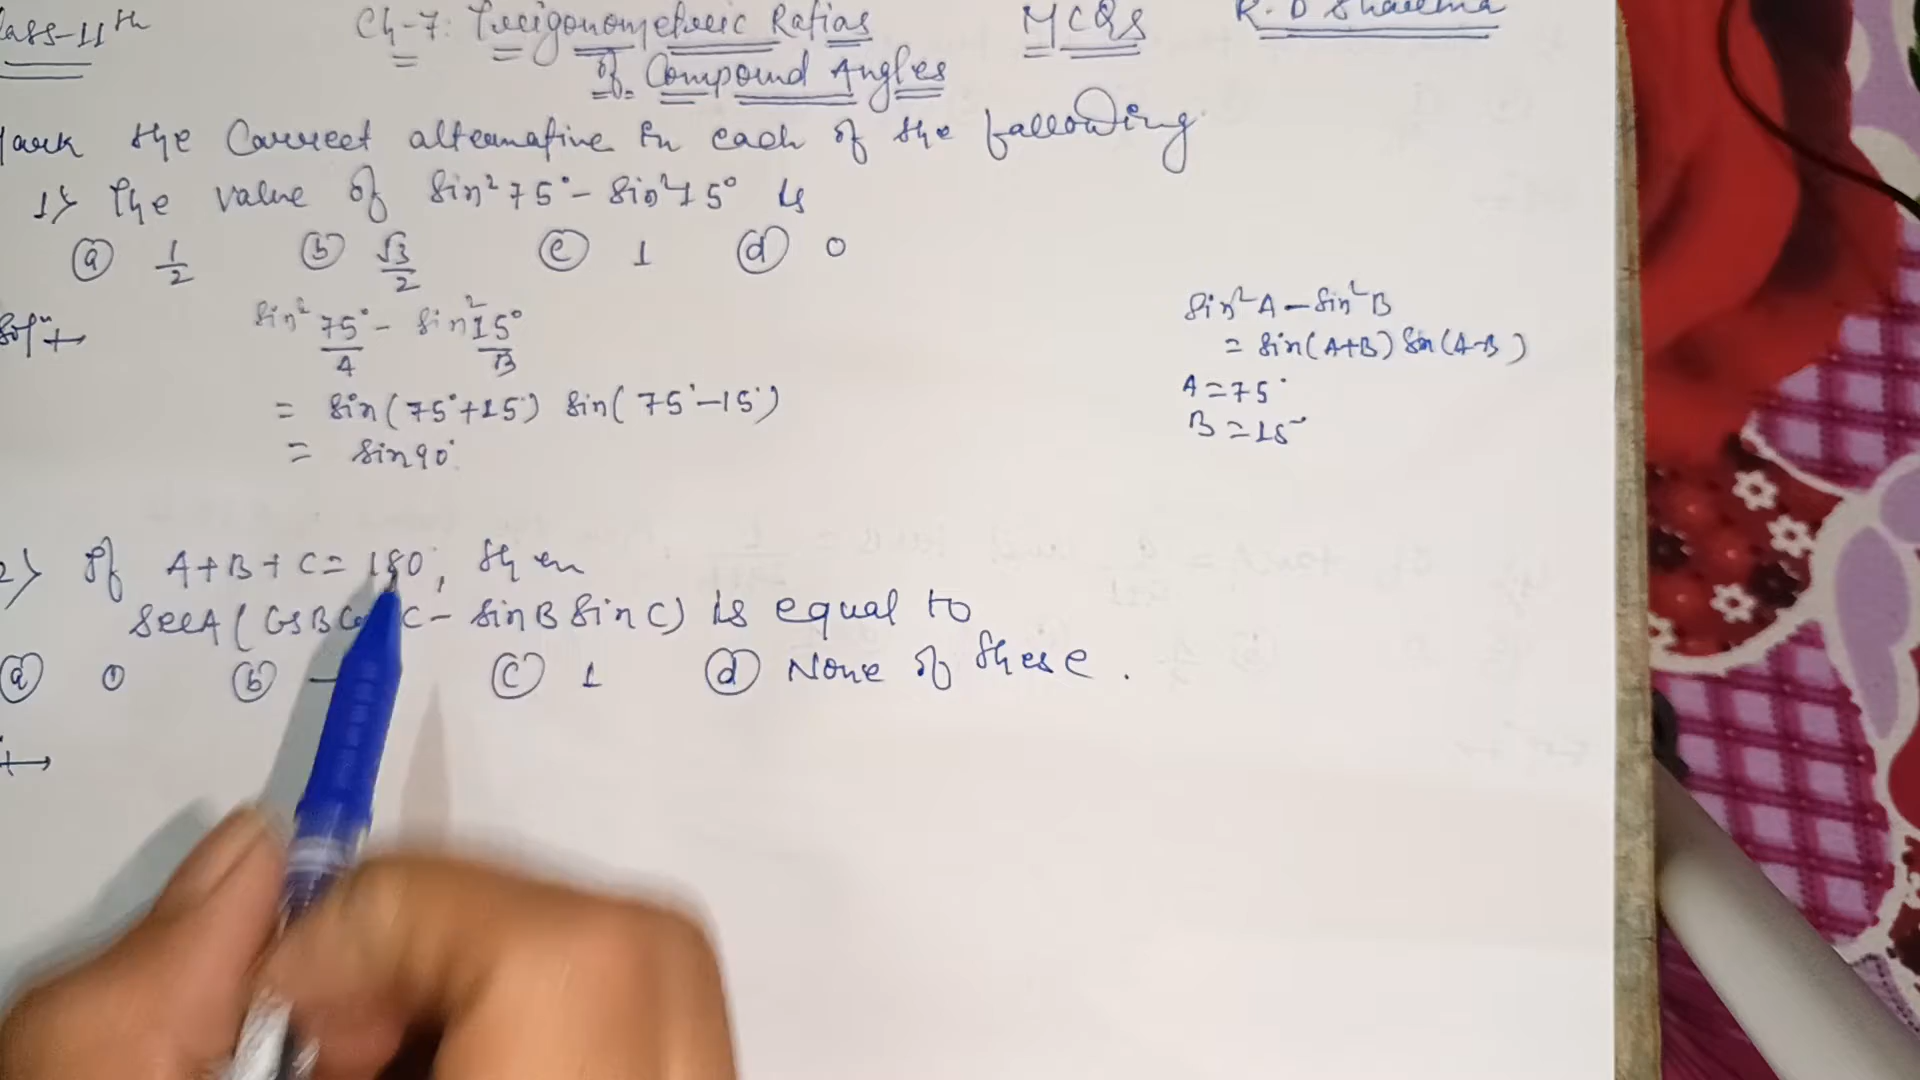 ass-11th Ch-7: Trigonometric Ratios MCQs R.D Sharma
of Compound Angles
Mark the Correct alternative in each of the following
1) The value of Sin²75° - Sin²15° is
(a) 1/2 (b) √3/2 (c) 1 (d) 0
Solⁿ→ Sin²75° - Sin²15°
A B
= Sin(75°+15°) Sin(75°-15°)
= Sin90°
Sin²A - Sin²B
= Sin(A+B) Sin(A-B)
A=75°
B=15°
2) If A+B+C=180°, then
SecA(CosB C - SinB SinC) is equal to
(a) 0 (b) - (c) 1 (d) None of these.